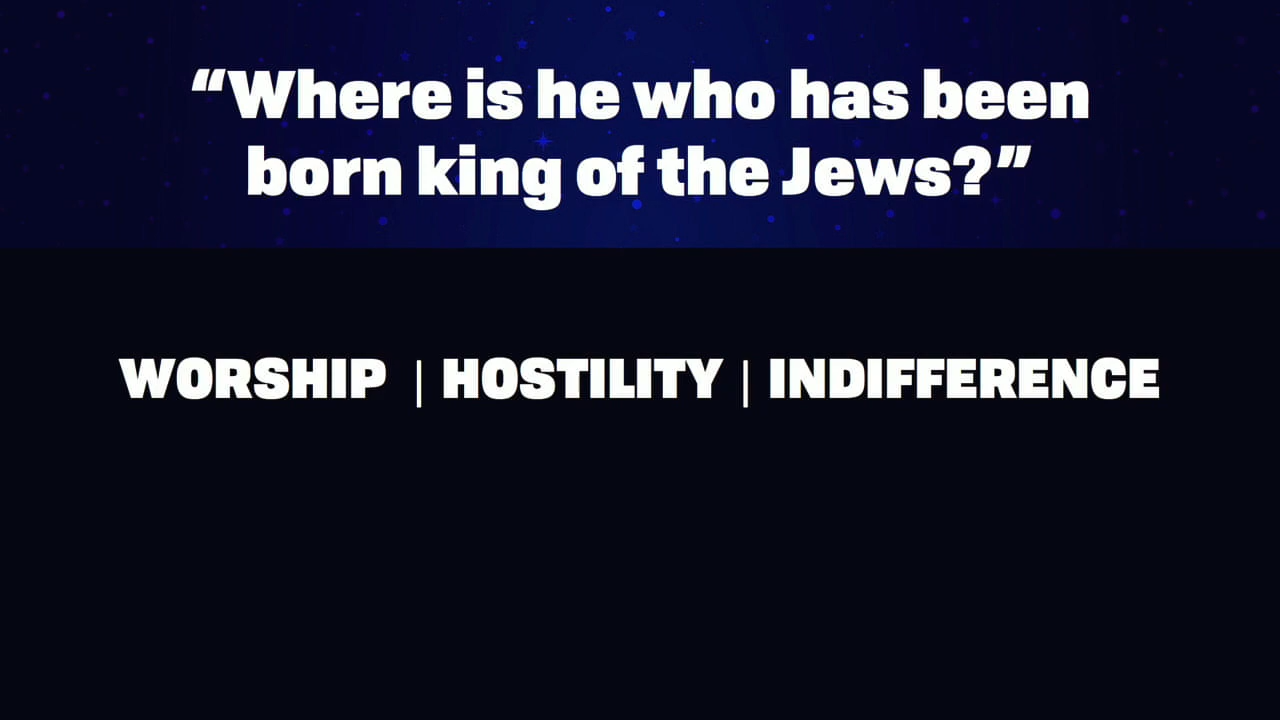 “Where is he who has been
born king of the Jews?”
WORSHIP | HOSTILITY | INDIFFERENCE